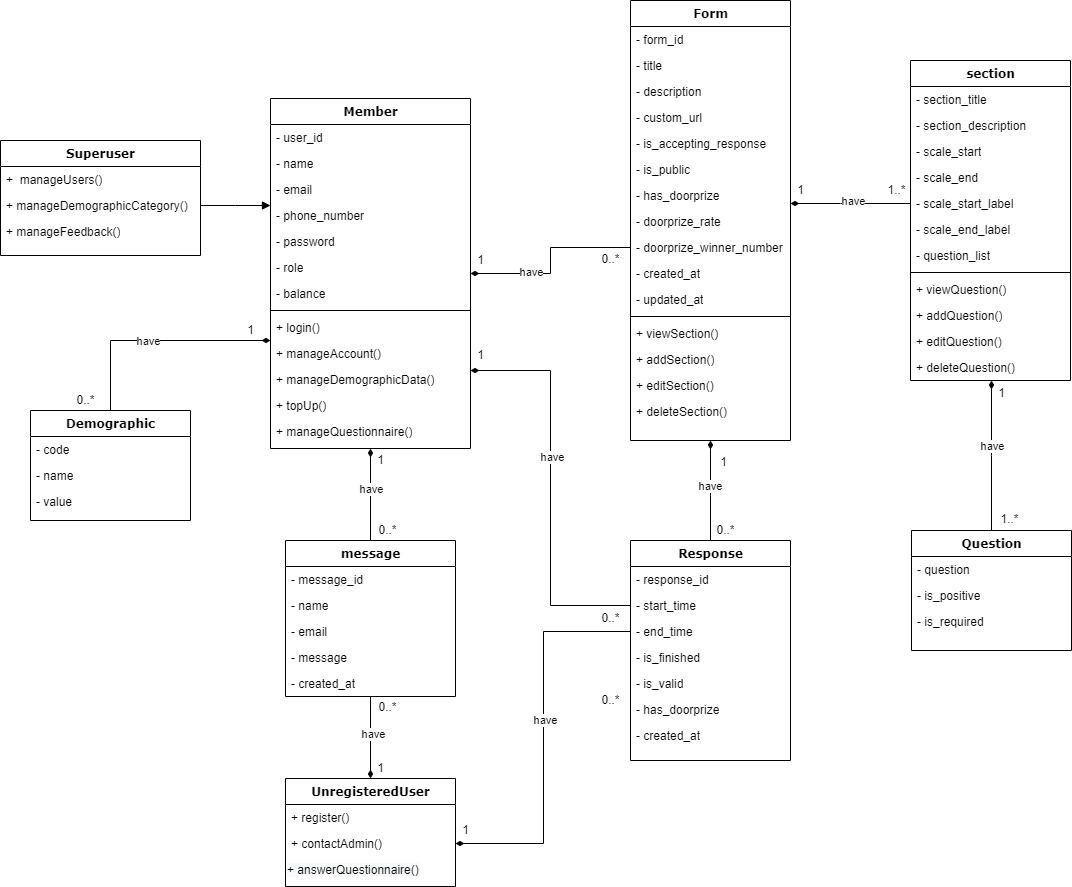 Superuser
+  manageUsers()
+ manageDemographicCategory()
+ manageFeedback()
Member
- user_id
- name
- email
- phone_number
- password
- role
- balance
+ login()
+ manageAccount()
+ manageDemographicData()
+ topUp()
+ manageQuestionnaire()
Form
- form_id
- title
- description
- custom_url
- is_accepting_response
- is_public
- has_doorprize
- doorprize_rate
- doorprize_winner_number
- created_at
- updated_at
+ viewSection()
+ addSection()
+ editSection()
+ deleteSection()
section
- section_title
- section_description
- scale_start
- scale_end
- scale_start_label
- scale_end_label
- question_list
+ viewQuestion()
+ addQuestion()
+ editQuestion()
+ deleteQuestion()
1
have
1..*
1
have
0..*
1
have
0..*
1
have
0..*
1
have
0..*
1
have
0..*
1
have
1..*
Demographic
- code
- name
- value
message
- message_id
- name
- email
- message
- created_at
Response
- response_id
- start_time
- end_time
- is_finished
- is_valid
- has_doorprize
- created_at
Question
- question
- is_positive
- is_required
0..*
have
1
0..*
have
1
UnregisteredUser
+ register()
+ contactAdmin()
+ answerQuestionnaire()